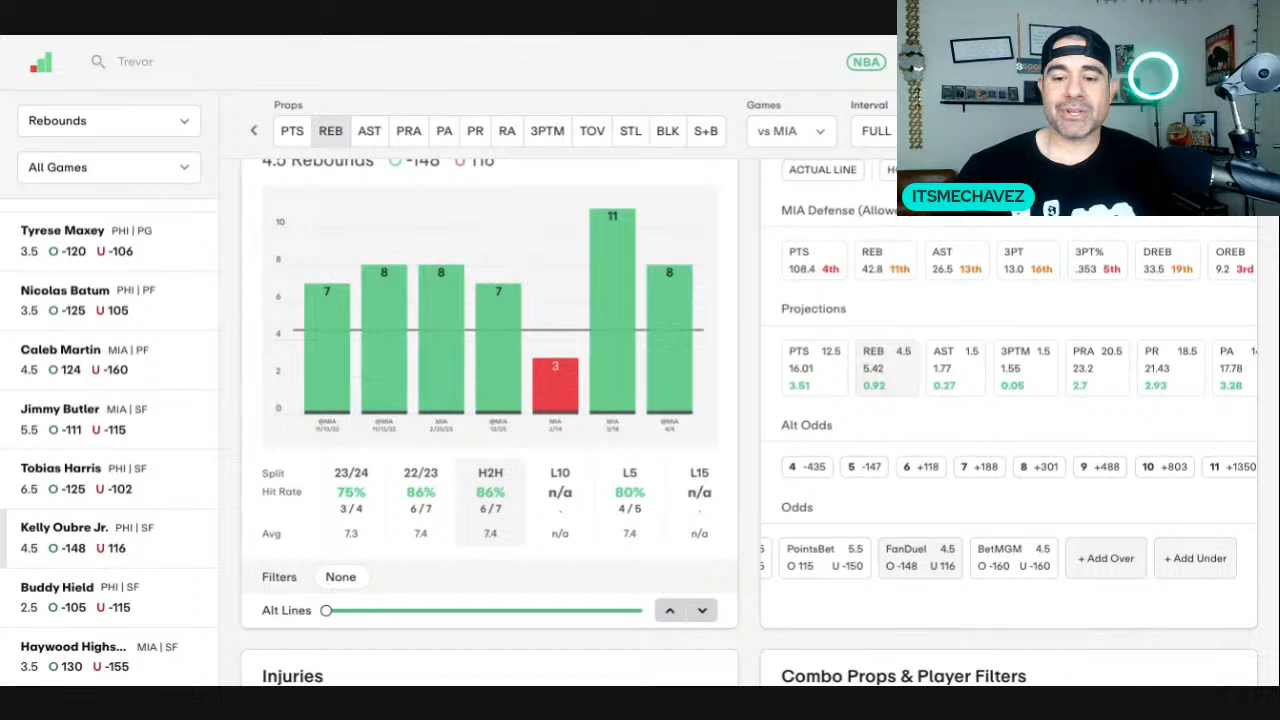 Trevor
NBA
ITSMECHAVEZ
Rebounds
All Games
Props
PTS REB AST PRA PA PR RA 3PTM TOV STL BLK S+B
Games
vs MIA
Interval
FULL
Tyrese Maxey PHI | PG
3.5 O -120 U -106
Nicolas Batum PHI | PF
3.5 O -125 U 105
Caleb Martin MIA | PF
4.5 O 124 U -160
Jimmy Butler MIA | SF
5.5 O -111 U -115
Tobias Harris PHI | SF
6.5 O -125 U -102
Kelly Oubre Jr. PHI | SF
4.5 O -148 U 116
Buddy Hield PHI | SF
2.5 O -105 U -115
Haywood Highs... MIA | SF
3.5 O 130 U -155
4.5 Rebounds O -148 U 116
10
8
6
4
2
0
7 8 8 7 3 11 8
Split 23/24 22/23 H2H L10 L5 L15
Hit Rate 75% 86% 86% n/a 80% n/a
3 / 4 6 / 7 6 / 7 4 / 5
Avg 7.3 7.4 7.4 n/a 7.4 n/a
Filters None
Alt Lines
Injuries
ACTUAL LINE
MIA Defense (Allowe
PTS REB AST 3PT 3PT% DREB OREB
108.4 4th 42.8 11th 26.5 13th 13.0 16th .353 5th 33.5 19th 9.2 3rd
Projections
PTS 12.5 REB 4.5 AST 1.5 3PTM 1.5 PRA 20.5 PR 18.5 PA
16.01 5.42 1.77 1.55 23.2 21.43 17.78
3.51 0.92 0.27 0.05 2.7 2.93 3.28
Alt Odds
4 -435 5 -147 6 +118 7 +188 8 +301 9 +488 10 +803 11 +1350
Odds
PointsBet 5.5 FanDuel 4.5 BetMGM 4.5
O 115 U -150 O -148 U 116 O -160 U -160
+ Add Over + Add Under
Combo Props & Player Filters